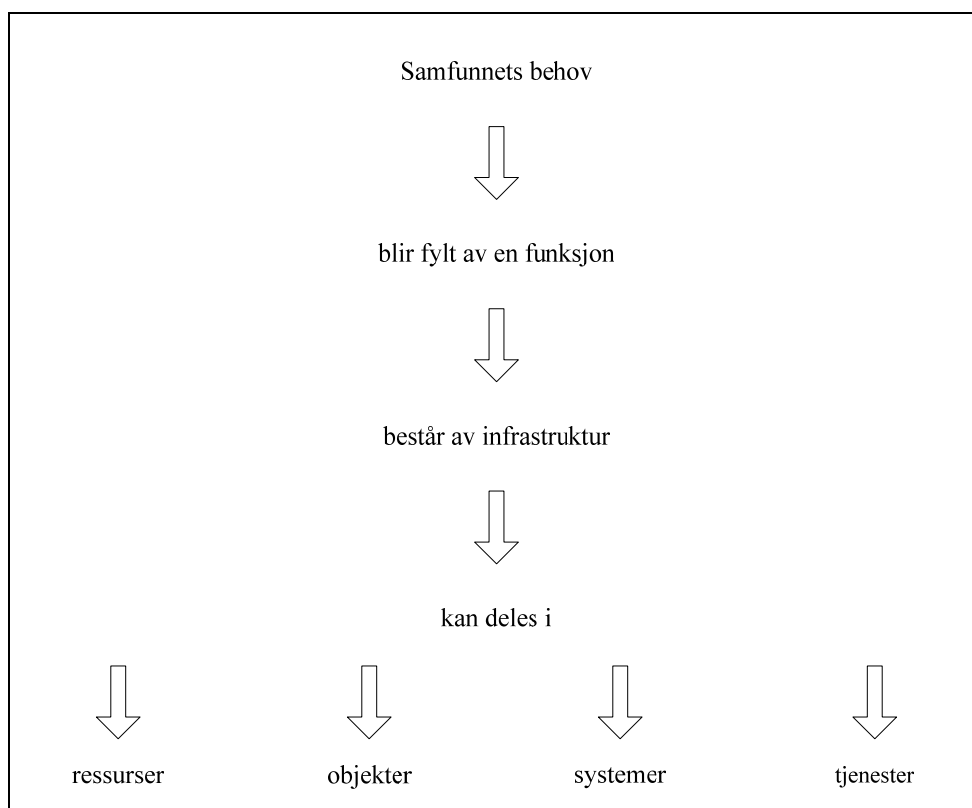 Samfunnets behov
blir fylt av en funksjon
består av infrastruktur
kan deles i
ressurser objekter systemer tjenester